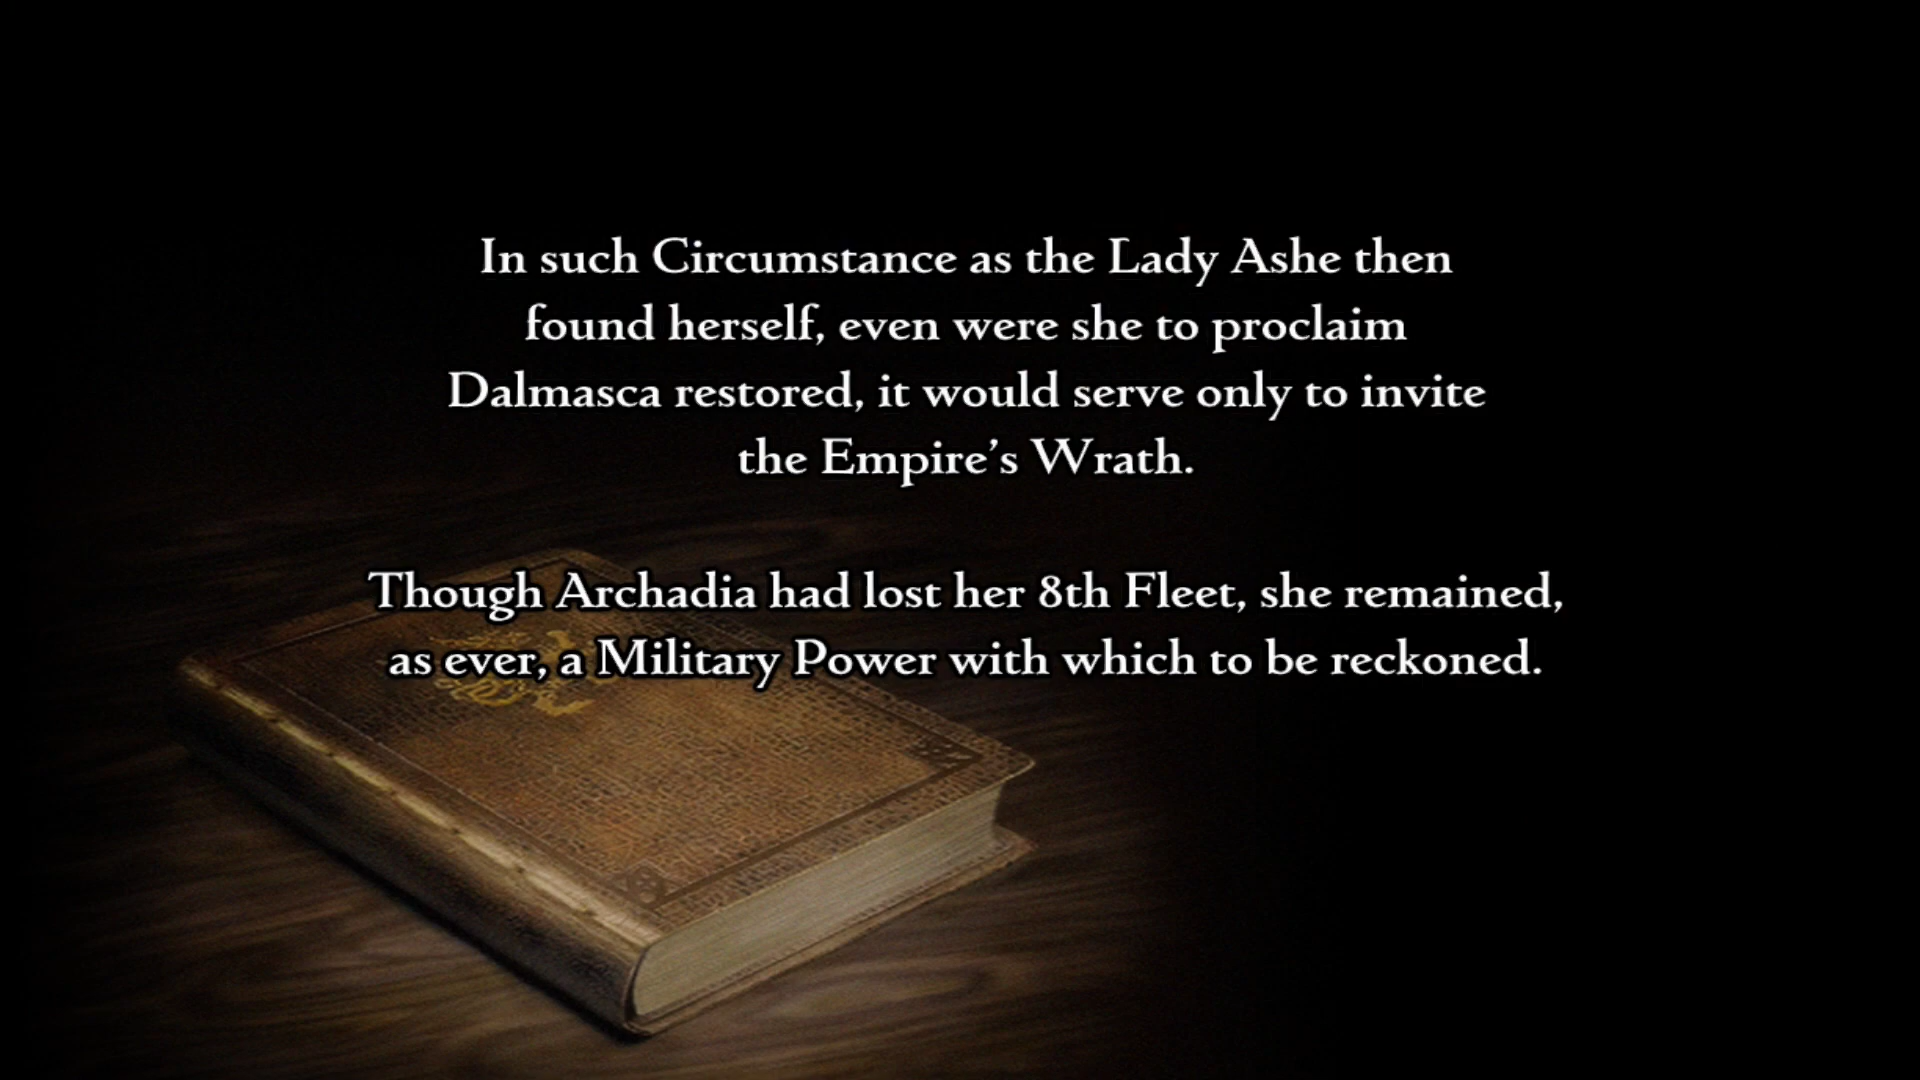 In such Circumstance as the Lady Ashe then
found herself, even were she to proclaim
Dalmasca restored, it would serve only to invite
the Empire’s Wrath.
Though Archadia had lost her 8th Fleet, she remained,
as ever, a Military Power with which to be reckoned.